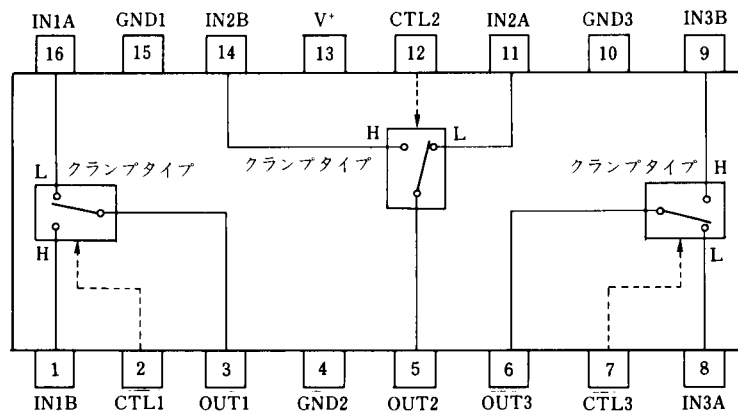 IN1A GND1 IN2B V+ CTL2 IN2A GND3 IN3B
16 15 14 13 12 11 10 9
H L
L クランプタイプ クランプタイプ クランプタイプ H
H L
1 2 3 4 5 6 7 8
IN1B CTL1 OUT1 GND2 OUT2 OUT3 CTL3 IN3A